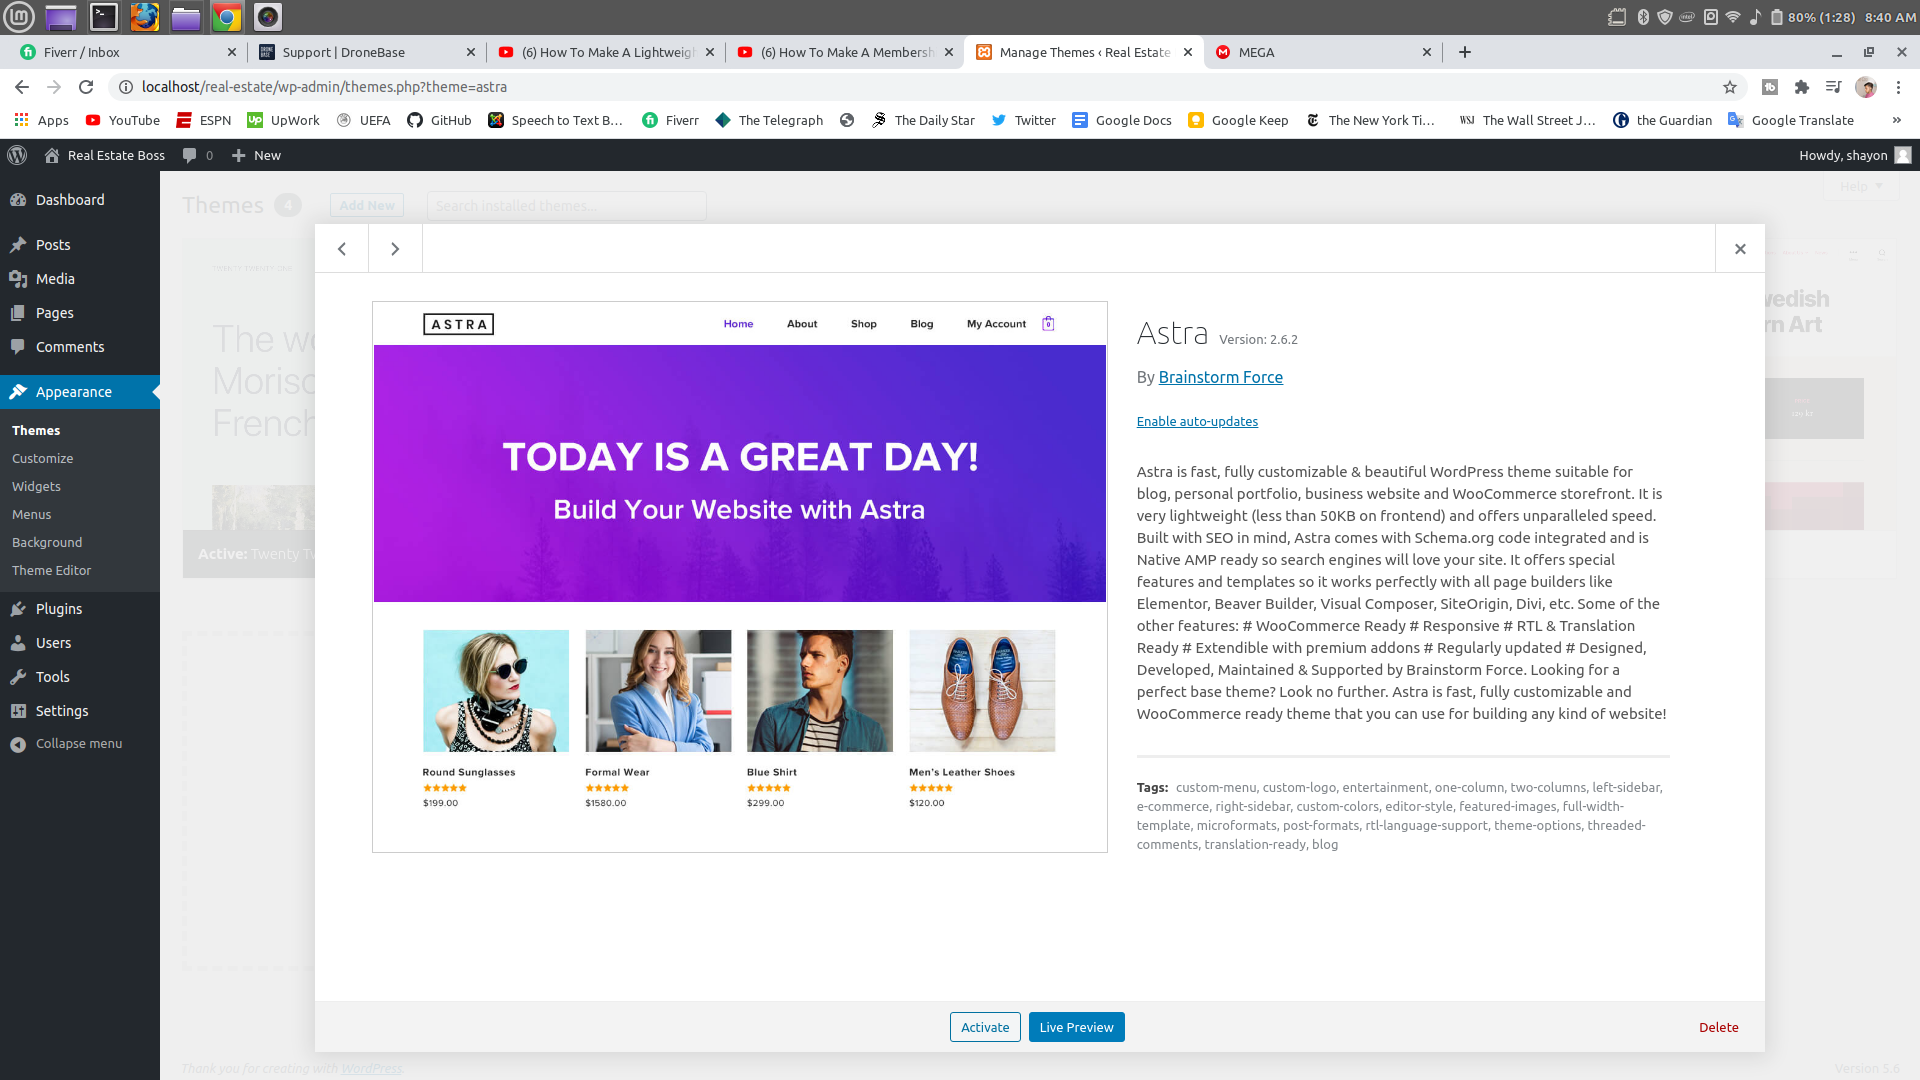 80% (1:28) 8:40 AM
Fiverr / Inbox
Support | DroneBase
(6) How To Make A Lightweigh
(6) How To Make A Membersh
Manage Themes ‹ Real Estate
MEGA
localhost/real-estate/wp-admin/themes.php?theme=astra
Apps
YouTube
ESPN
UpWork
UEFA
GitHub
Speech to Text B...
Fiverr
The Telegraph
The Daily Star
Twitter
Google Docs
Google Keep
The New York Ti...
The Wall Street J...
the Guardian
Google Translate
»
Real Estate Boss
0
New
Howdy, shayon
Dashboard
Posts
Media
Pages
Comments
Appearance
Themes
Customize
Widgets
Menus
Background
Theme Editor
Plugins
Users
Tools
Settings
Collapse menu
Themes 4
Add New
Search installed themes...
Help
The wo
Moriso
French
Active: Twenty Tw
wedish
rn Art
ASTRA
Home
About
Shop
Blog
My Account
0
TODAY IS A GREAT DAY!
Build Your Website with Astra
Round Sunglasses
$199.00
Formal Wear
$1580.00
Blue Shirt
$299.00
Men's Leather Shoes
$120.00
Astra Version: 2.6.2
By Brainstorm Force
Enable auto-updates
Astra is fast, fully customizable & beautiful WordPress theme suitable for
blog, personal portfolio, business website and WooCommerce storefront. It is
very lightweight (less than 50KB on frontend) and offers unparalleled speed.
Built with SEO in mind, Astra comes with Schema.org code integrated and is
Native AMP ready so search engines will love your site. It offers special
features and templates so it works perfectly with all page builders like
Elementor, Beaver Builder, Visual Composer, SiteOrigin, Divi, etc. Some of the
other features: # WooCommerce Ready # Responsive # RTL & Translation
Ready # Extendible with premium addons # Regularly updated # Designed,
Developed, Maintained & Supported by Brainstorm Force. Looking for a
perfect base theme? Look no further. Astra is fast, fully customizable and
WooCommerce ready theme that you can use for building any kind of website!
Tags: custom-menu, custom-logo, entertainment, one-column, two-columns, left-sidebar,
e-commerce, right-sidebar, custom-colors, editor-style, featured-images, full-width-
template, microformats, post-formats, rtl-language-support, theme-options, threaded-
comments, translation-ready, blog
Activate
Live Preview
Delete
Thank you for creating with WordPress.
Version 5.6